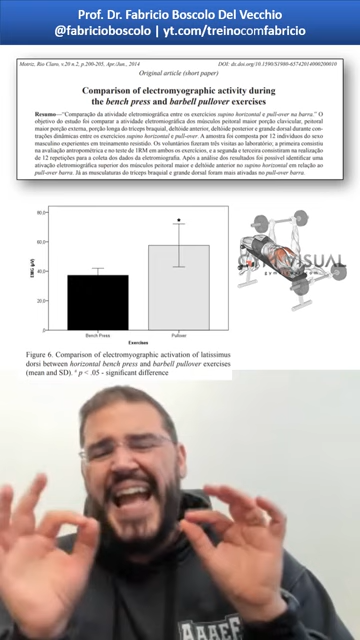 Prof. Dr. Fabricio Boscolo Del Vecchio
@fabricioboscolo | yt.com/treinocomfabricio
Motriz, Rio Claro, v.20 n.2, p.200-205, Apr./Jun., 2014
Original article (short paper)
Comparison of electromyographic activity during
the bench press and barbell pullover exercises
Resumo—"Comparação da atividade eletromiográfica entre os exercícios supino horizontal e pull-over na barra." O
objetivo do estudo foi comparar a atividade eletromiográfica dos músculos peitoral maior porção clavicular, peitoral
maior porção externa, porção longa do tríceps braquial, deltoide anterior, deltoide posterior e grande dorsal durante con-
trações dinâmicas entre os exercícios supino horizontal e pull-over. A amostra foi composta por 12 indivíduos do sexo
masculino experientes em treinamento resistido. Os voluntários fizeram três visitas ao laboratório, a primeira consistiu
na avaliação antropométrica e no teste de 1RM em ambos os exercícios, e a segunda e terceira consistiram na realização
de 12 repetições para a coleta dos dados da eletromiografia. Após a análise dos resultados foi possível identificar uma
ativação eletromiográfica superior dos músculos peitoral maior e deltoide anterior no supino horizontal em relação ao
pull-over barra. Já as musculaturas do tríceps braquial e grande dorsal foram mais ativadas no pull-over barra.
80.0
60.0
40.0
20.0
.0
Bench Press
Pullover
Exercises
Figure 6. Comparison of electromyographic activation of latissimus
dorsi between horizontal bench press and barbell pullover exercises
(mean and SD). * p < .05 - significant difference